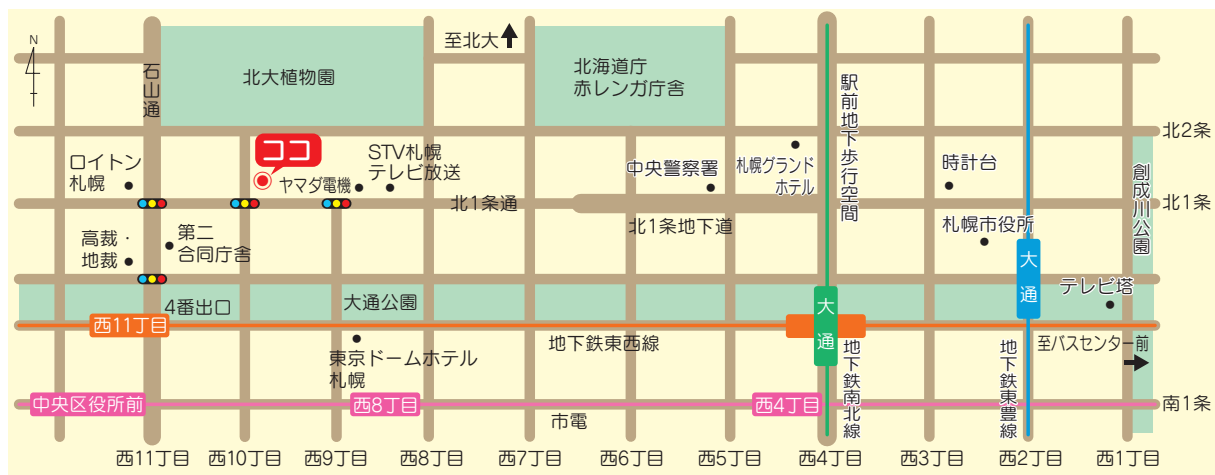 N
至北大
石山通
北大植物園
北海道庁
赤レンガ庁舎
駅前地下歩行空間
北2条
ココ
ロイトン
札幌
ヤマダ電機
STV札幌
テレビ放送
中央警察署
札幌グランド
ホテル
時計台
創成川公園
北1条通
北1条
北1条地下道
札幌市役所
高裁・
地裁
第二
合同庁舎
大通
大通
テレビ塔
4番出口
大通公園
西11丁目
地下鉄東西線
至バスセンター前
東京ドームホテル
札幌
地下鉄南北線
地下鉄東豊線
中央区役所前
西8丁目
西4丁目
南1条
市電
西11丁目
西10丁目
西9丁目
西8丁目
西7丁目
西6丁目
西5丁目
西4丁目
西3丁目
西2丁目
西1丁目